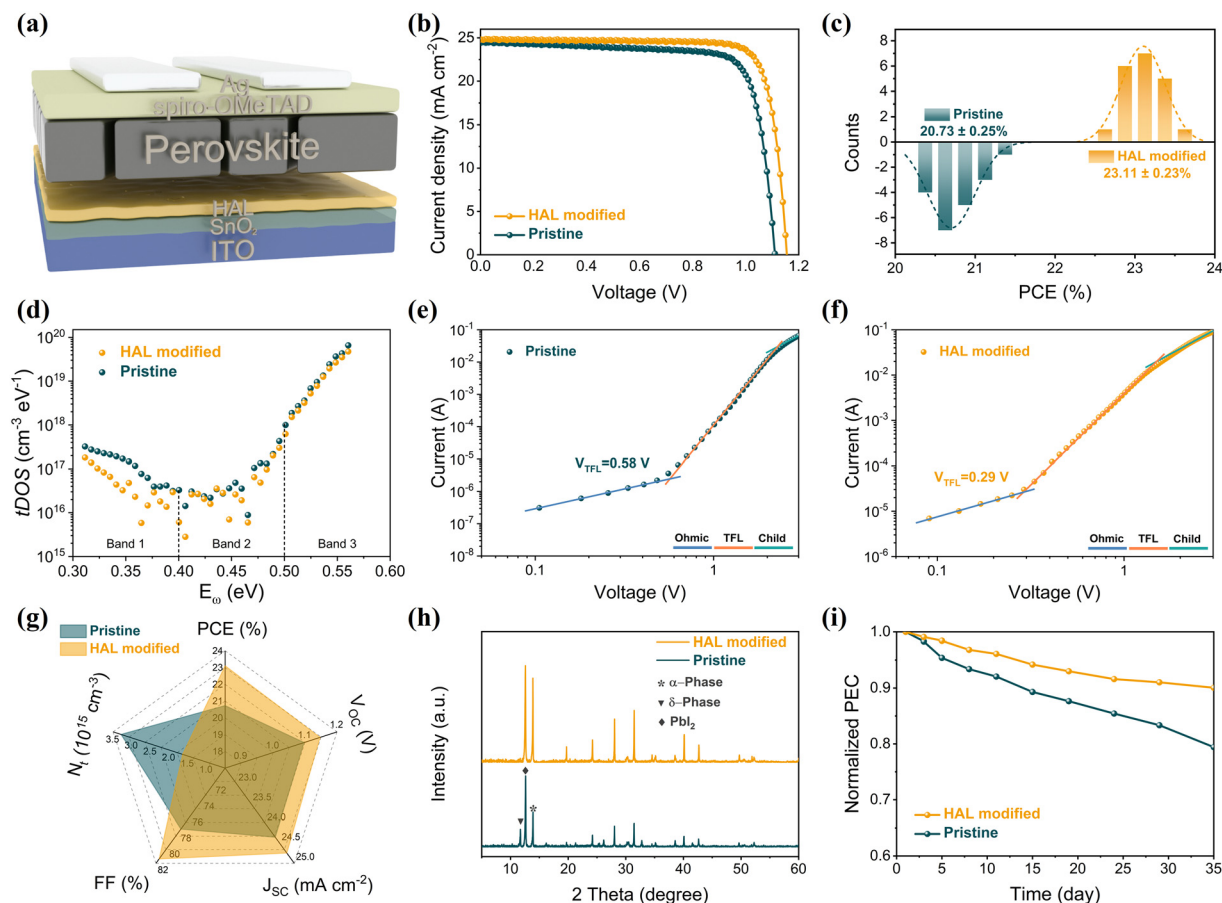 (a)
Ag
spiro-OMeTAD
Perovskite
HAL
SnO₂
ITO
(b)
Current density (mA cm⁻²)
25
20
15
10
5
0
HAL modified
Pristine
0.0 0.2 0.4 0.6 0.8 1.0 1.2
Voltage (V)
(c)
Counts
8
6
4
2
0
-2
-4
-6
-8
Pristine
20.73 ± 0.25%
HAL modified
23.11 ± 0.23%
20 21 22 23 24
PCE (%)
(d)
tDOS (cm⁻³ eV⁻¹)
10²⁰
10¹⁹
10¹⁸
10¹⁷
10¹⁶
10¹⁵
HAL modified
Pristine
Band 1 Band 2 Band 3
0.30 0.35 0.40 0.45 0.50 0.55 0.60
Eω (eV)
(e)
Current (A)
10⁻¹
10⁻²
10⁻³
10⁻⁴
10⁻⁵
10⁻⁶
10⁻⁷
10⁻⁸
Pristine
V_TFL=0.58 V
Ohmic TFL Child
0.1 1
Voltage (V)
(f)
Current (A)
10⁻¹
10⁻²
10⁻³
10⁻⁴
10⁻⁵
10⁻⁶
HAL modified
V_TFL=0.29 V
Ohmic TFL Child
0.1 1
Voltage (V)
(g)
Pristine
HAL modified
PCE (%)
24
23
22
21
20
19
18
V_OC (V)
0.9 1.0 1.1 1.2
J_SC (mA cm⁻²)
23.0 23.5 24.0 24.5 25.0
FF (%)
72 74 76 78 80 82
N_t (10¹⁵ cm⁻³)
3.5 3.0 2.5 2.0 1.5 1.0
(h)
Intensity (a.u.)
HAL modified
Pristine
* α–Phase
▼ δ–Phase
◆ PbI₂
10 20 30 40 50 60
2 Theta (degree)
(i)
Normalized PEC
1.0
0.9
0.8
0.7
0.6
HAL modified
Pristine
0 5 10 15 20 25 30 35
Time (day)